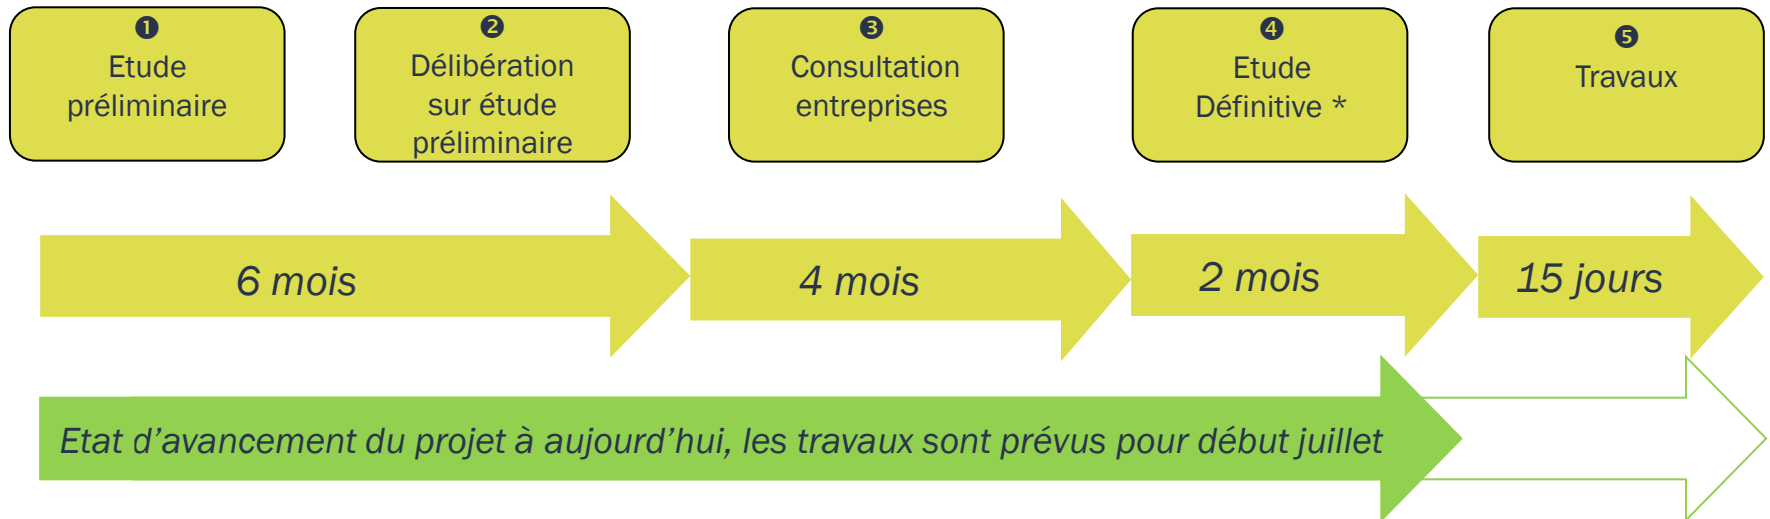 ❶
Etude
préliminaire
❷
Délibération
sur étude
préliminaire
❸
Consultation
entreprises
❹
Etude
Définitive *
❺
Travaux
6 mois
4 mois
2 mois
15 jours
Etat d’avancement du projet à aujourd’hui, les travaux sont prévus pour début juillet